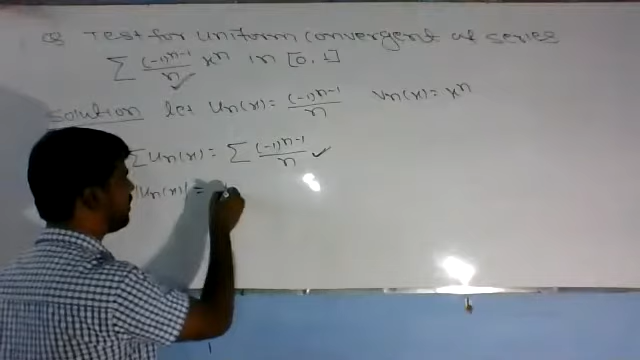 Q Test for Uniform convergent of series
∑ (-1)^{n-1}/n x^n in [0, 1]
Solution let Un(x) = (-1)^{n-1}/n Vn(x) = x^n
∑ Un(x) = ∑ (-1)^{n-1}/n
|Un(x)| =